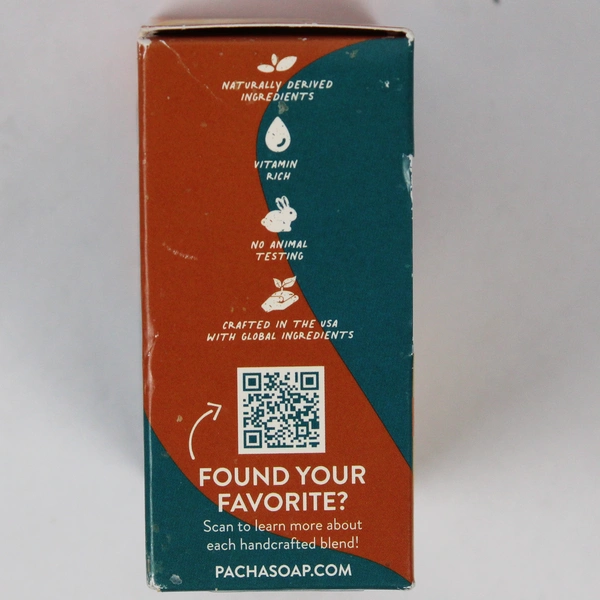 NATURALLY DERIVED
INGREDIENTS
VITAMIN
RICH
NO ANIMAL
TESTING
CRAFTED IN THE USA
WITH GLOBAL INGREDIENTS
FOUND YOUR
FAVORITE?
Scan to learn more about
each handcrafted blend!
PACHASOAP.COM